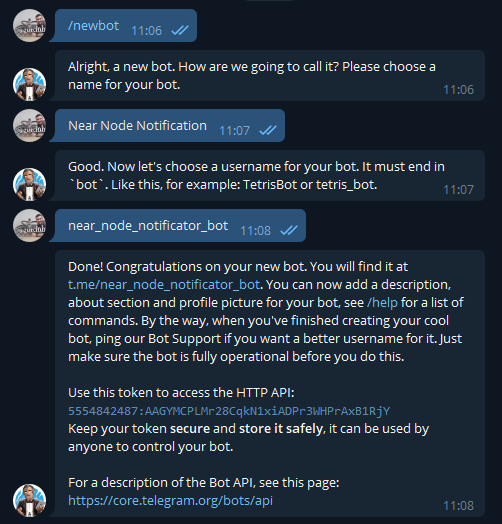 /newbot
11:06
Alright, a new bot. How are we going to call it? Please choose a
name for your bot.
11:06
Near Node Notification
11:07
Good. Now let's choose a username for your bot. It must end in
`bot`. Like this, for example: TetrisBot or tetris_bot.
11:07
near_node_notificator_bot
11:08
Done! Congratulations on your new bot. You will find it at
t.me/near_node_notificator_bot. You can now add a description,
about section and profile picture for your bot, see /help for a list of
commands. By the way, when you've finished creating your cool
bot, ping our Bot Support if you want a better username for it. Just
make sure the bot is fully operational before you do this.
Use this token to access the HTTP API:
5554842487:AAGYMCPLMr28CqkN1xiADPr3WHPrAxB1RjY
Keep your token secure and store it safely, it can be used by
anyone to control your bot.
For a description of the Bot API, see this page:
https://core.telegram.org/bots/api
11:08